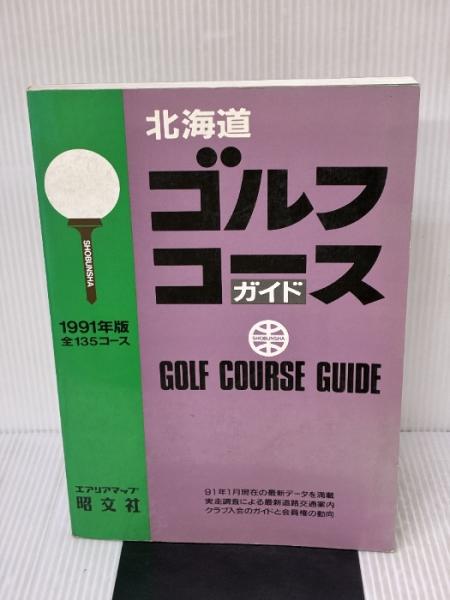 北海道
ゴルフ
コース
ガイド
SHOBUNSHA
GOLF COURSE GUIDE
SHOBUNSHA
1991年版
全135コース
エアリアマップ
昭文社
91年1月現在の最新データを満載
実走調査による最新道路交通案内
クラブ入会のガイドと会員権の動向